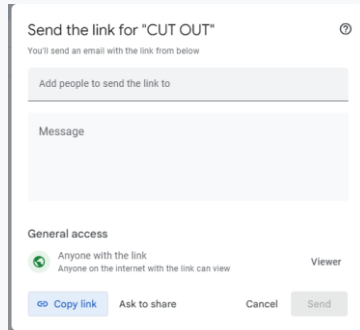 Send the link for "CUT OUT"
You'll send an email with the link from below
Add people to send the link to
Message
General access
Anyone with the link
Anyone on the internet with the link can view
Viewer
Copy link Ask to share Cancel Send